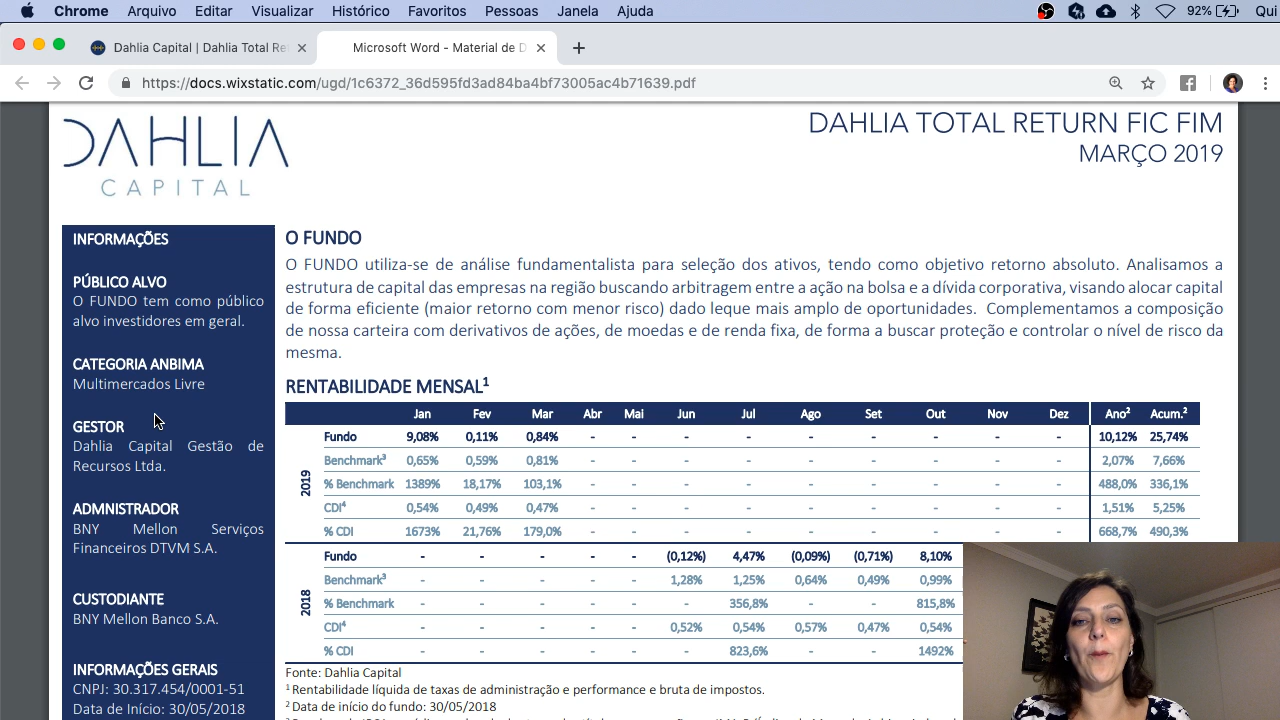 Chrome Arquivo Editar Visualizar Histórico Favoritos Pessoas Janela Ajuda 92% Qui
Dahlia Capital | Dahlia Total Re
Microsoft Word - Material de D
https://docs.wixstatic.com/ugd/1c6372_36d595fd3ad84ba4bf73005ac4b71639.pdf
DAHLIA
CAPITAL
DAHLIA TOTAL RETURN FIC FIM
MARÇO 2019
INFORMAÇÕES
PÚBLICO ALVO
O FUNDO tem como público
alvo investidores em geral.
CATEGORIA ANBIMA
Multimercados Livre
GESTOR
Dahlia Capital Gestão de
Recursos Ltda.
ADMNISTRADOR
BNY Mellon Serviços
Financeiros DTVM S.A.
CUSTODIANTE
BNY Mellon Banco S.A.
INFORMAÇÕES GERAIS
CNPJ: 30.317.454/0001-51
Data de Início: 30/05/2018
O FUNDO
O FUNDO utiliza-se de análise fundamentalista para seleção dos ativos, tendo como objetivo retorno absoluto. Analisamos a
estrutura de capital das empresas na região buscando arbitragem entre a ação na bolsa e a dívida corporativa, visando alocar capital
de forma eficiente (maior retorno com menor risco) dado leque mais amplo de oportunidades. Complementamos a composição
de nossa carteira com derivativos de ações, de moedas e de renda fixa, de forma a buscar proteção e controlar o nível de risco da
mesma.
RENTABILIDADE MENSAL¹
Jan Fev Mar Abr Mai Jun Jul Ago Set Out Nov Dez Ano² Acum.²
2019
Fundo 9,08% 0,11% 0,84% - - - - - - - - - 10,12% 25,74%
Benchmark³ 0,65% 0,59% 0,81% - - - - - - - - - 2,07% 7,66%
% Benchmark 1389% 18,17% 103,1% - - - - - - - - - 488,0% 336,1%
CDI⁴ 0,54% 0,49% 0,47% - - - - - - - - - 1,51% 5,25%
% CDI 1673% 21,76% 179,0% - - - - - - - - - 668,7% 490,3%
2018
Fundo - - - - - (0,12%) 4,47% (0,09%) (0,71%) 8,10%
Benchmark³ - - - - - 1,28% 1,25% 0,64% 0,49% 0,99%
% Benchmark - - - - - - 356,8% - - 815,8%
CDI⁴ - - - - - 0,52% 0,54% 0,57% 0,47% 0,54%
% CDI - - - - - - 823,6% - - 1492%
Fonte: Dahlia Capital
¹ Rentabilidade líquida de taxas de administração e performance e bruta de impostos.
² Data de início do fundo: 30/05/2018